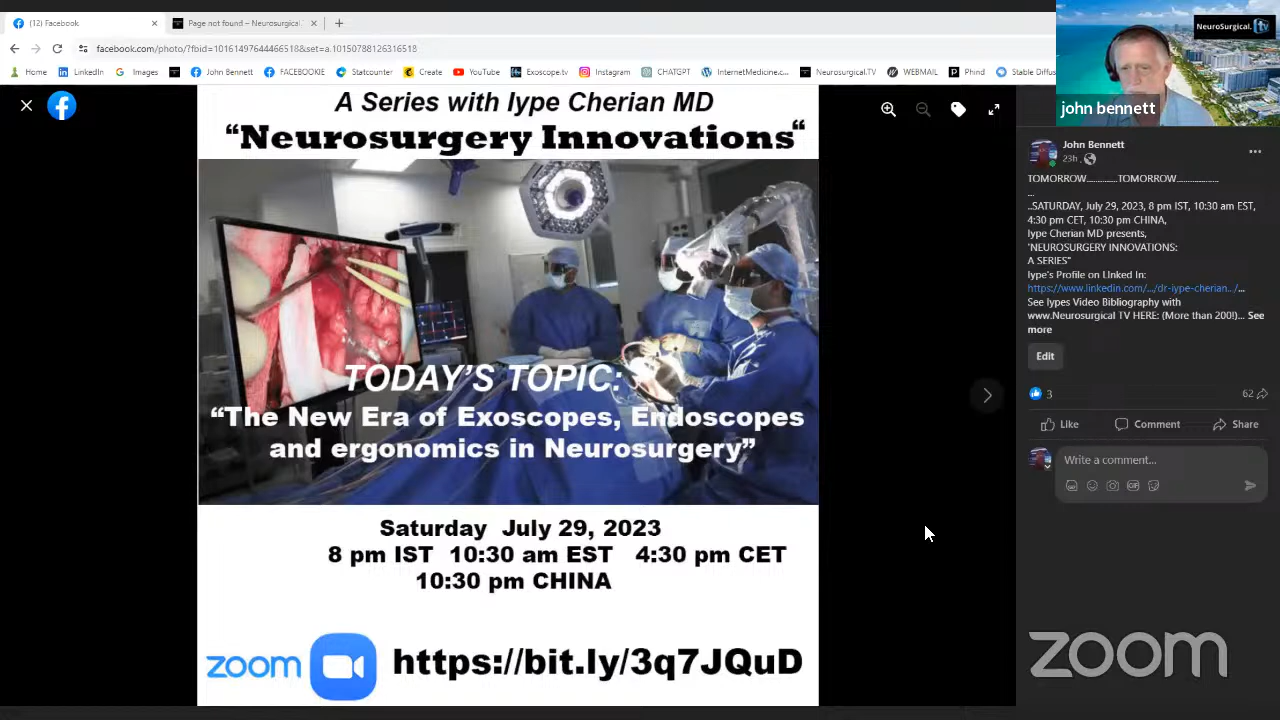 (12) Facebook
Page not found – Neurosurgical.
facebook.com/photo/?fbid=10161497644466518&set=a.10150788126316518
Home
LinkedIn
Images
John Bennett
FACEBOOKIE
Statcounter
Create
YouTube
Exoscope.tv
Instagram
CHATGPT
InternetMedicine.c...
Neurosurgical.TV
WEBMAIL
Phind
Stable Diffus
NeuroSurgical.tv
john bennett
A Series with Iype Cherian MD
“Neurosurgery Innovations“
TODAY'S TOPIC:
“The New Era of Exoscopes, Endoscopes
and ergonomics in Neurosurgery”
Saturday July 29, 2023
8 pm IST 10:30 am EST 4:30 pm CET
10:30 pm CHINA
zoom https://bit.ly/3q7JQuD
John Bennett
23h
TOMORROW..............TOMORROW...................
...
..SATURDAY, July 29, 2023, 8 pm IST, 10:30 am EST,
4:30 pm CET, 10:30 pm CHINA,
Iype Cherian MD presents,
'NEUROSURGERY INNOVATIONS:
A SERIES"
Iype's Profile on LInked In:
https://www.linkedin.com/.../dr-iype-cherian.../...
See Iypes Video Bibliography with
www.Neurosurgical TV HERE: (More than 200!)... See
more
Edit
3
62
Like
Comment
Share
Write a comment...
GIF
zoom